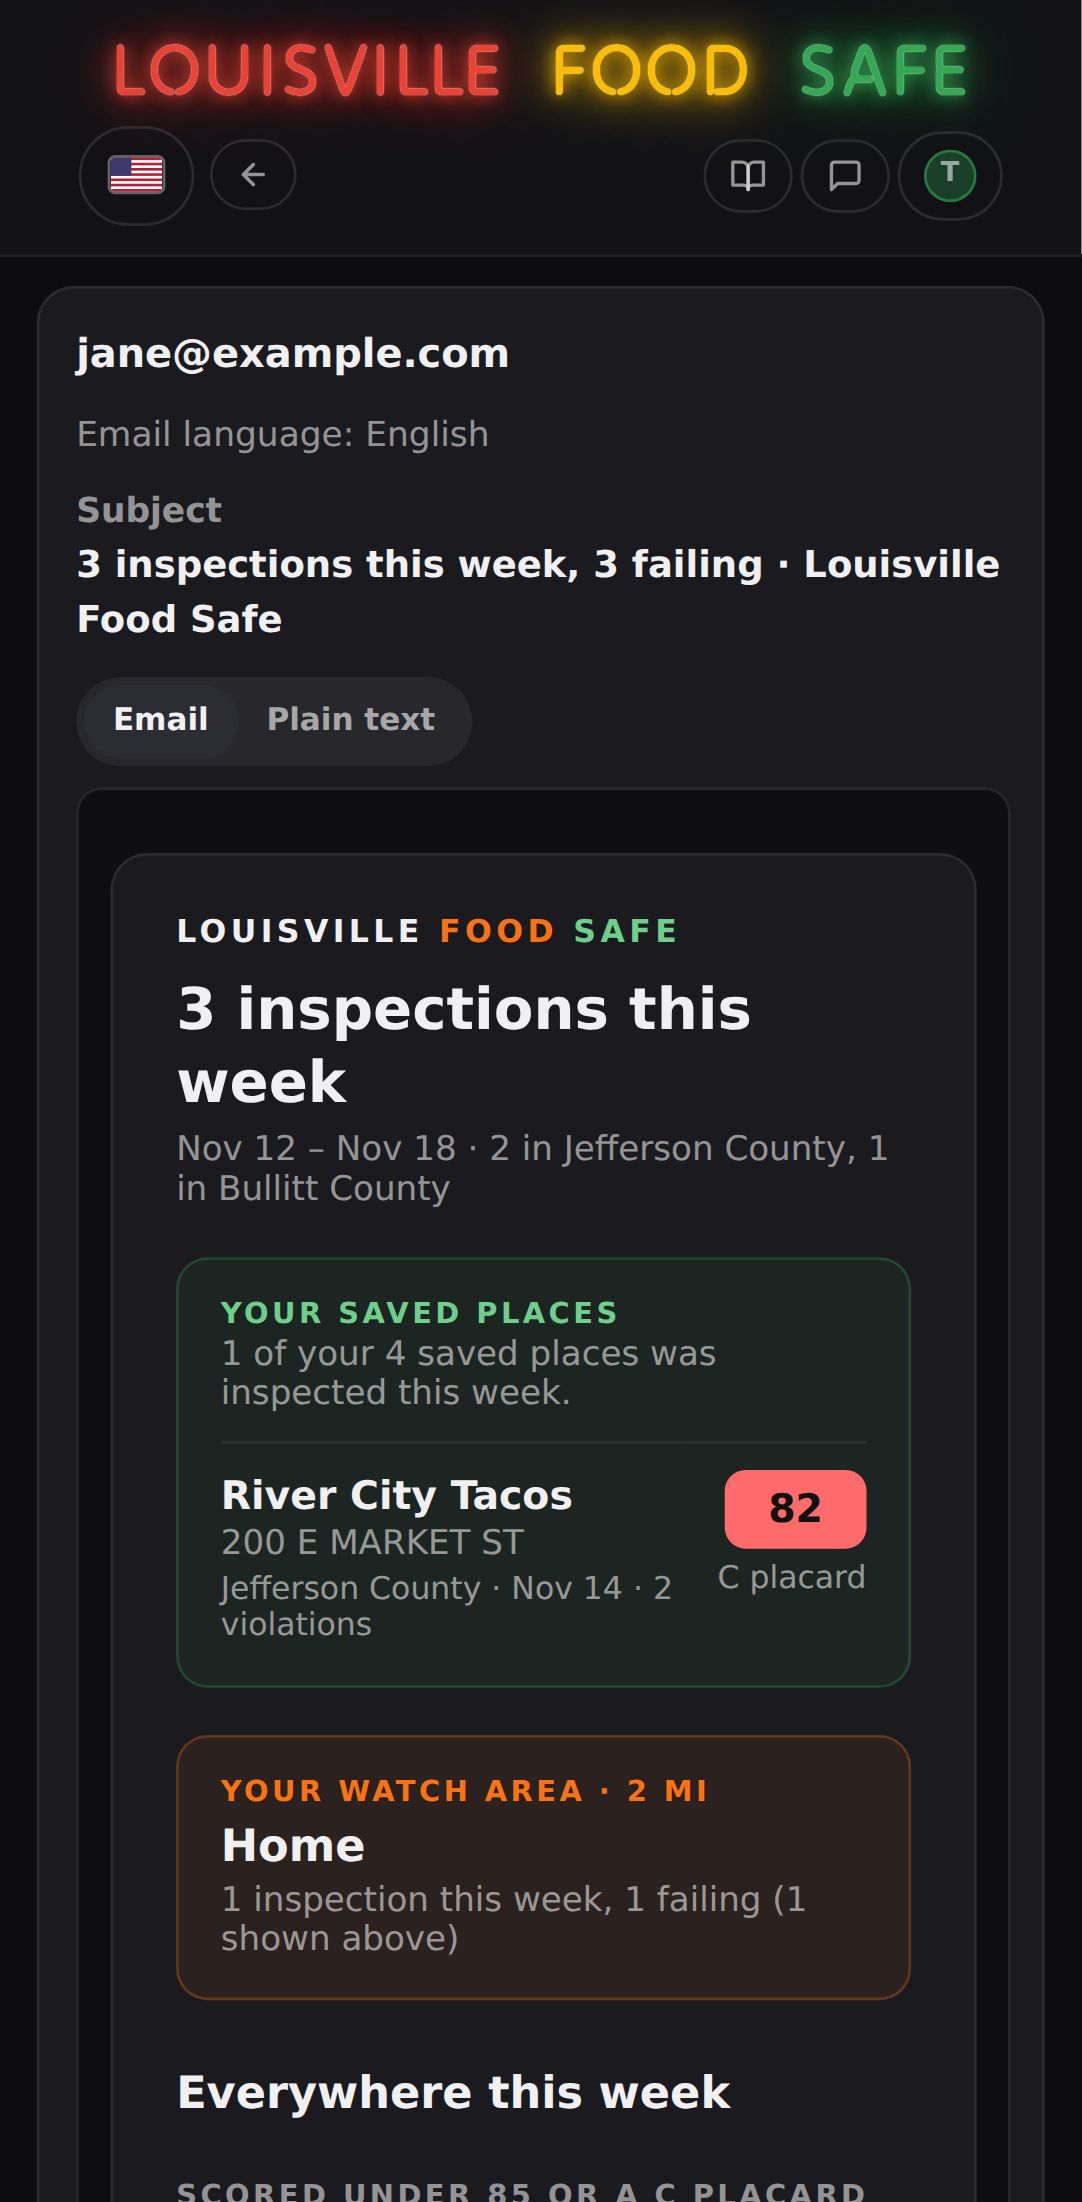 LOUISVILLE FOOD SAFE
T
jane@example.com
Email language: English
Subject
3 inspections this week, 3 failing · Louisville
Food Safe
Email Plain text
LOUISVILLE FOOD SAFE
3 inspections this
week
Nov 12 – Nov 18 · 2 in Jefferson County, 1
in Bullitt County
YOUR SAVED PLACES
1 of your 4 saved places was
inspected this week.
River City Tacos
82
200 E MARKET ST
C placard
Jefferson County · Nov 14 · 2
violations
YOUR WATCH AREA · 2 MI
Home
1 inspection this week, 1 failing (1
shown above)
Everywhere this week
SCORED UNDER 85 OR A C PLACARD